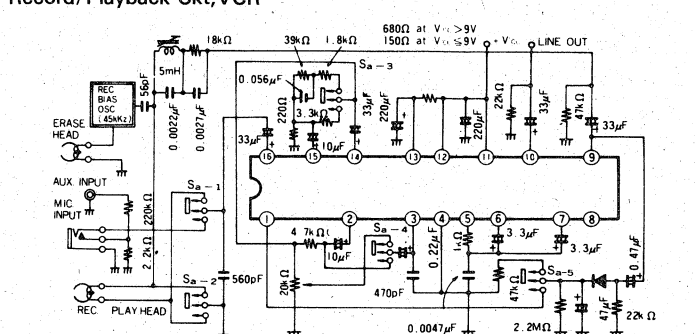 Record/Playback Ckt, VCR
680Ω at Vcc>9V
150Ω at Vcc≦9V
+Vcc
LINE OUT
18kΩ
39kΩ
1.8kΩ
5mH
56pF
REC
BIAS
OSC
(45kHz)
ERASE
HEAD
0.0022μF
0.0027μF
0.056μF
220Ω
3.3kΩ
Sa-3
33μF
10μF
33μF
220μF
220μF
22kΩ
33μF
47kΩ
33μF
16
15
14
13
12
11
10
9
AUX. INPUT
MIC
INPUT
220kΩ
2.2kΩ
Sa-1
Sa-2
REC.
PLAY HEAD
1
2
3
4
5
6
7
8
560pF
4.7kΩ
10μF
20kΩ
Sa-4
470pF
0.22μF
1kΩ
3.3μF
3.3μF
0.0047μF
47kΩ
Sa-5
2.2MΩ
47μF
22kΩ
0.47μF